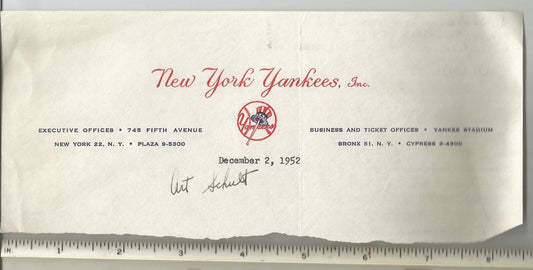 New York Yankees, Inc.
Yankees
EXECUTIVE OFFICES • 745 FIFTH AVENUE
NEW YORK 22, N. Y. • PLAZA 9-5300
BUSINESS AND TICKET OFFICES • YANKEE STADIUM
BRONX 51, N. Y. • CYPRESS 3-4300
December 2, 1952
Art Schult
IN. 1 2 3 4 5 6 7 8